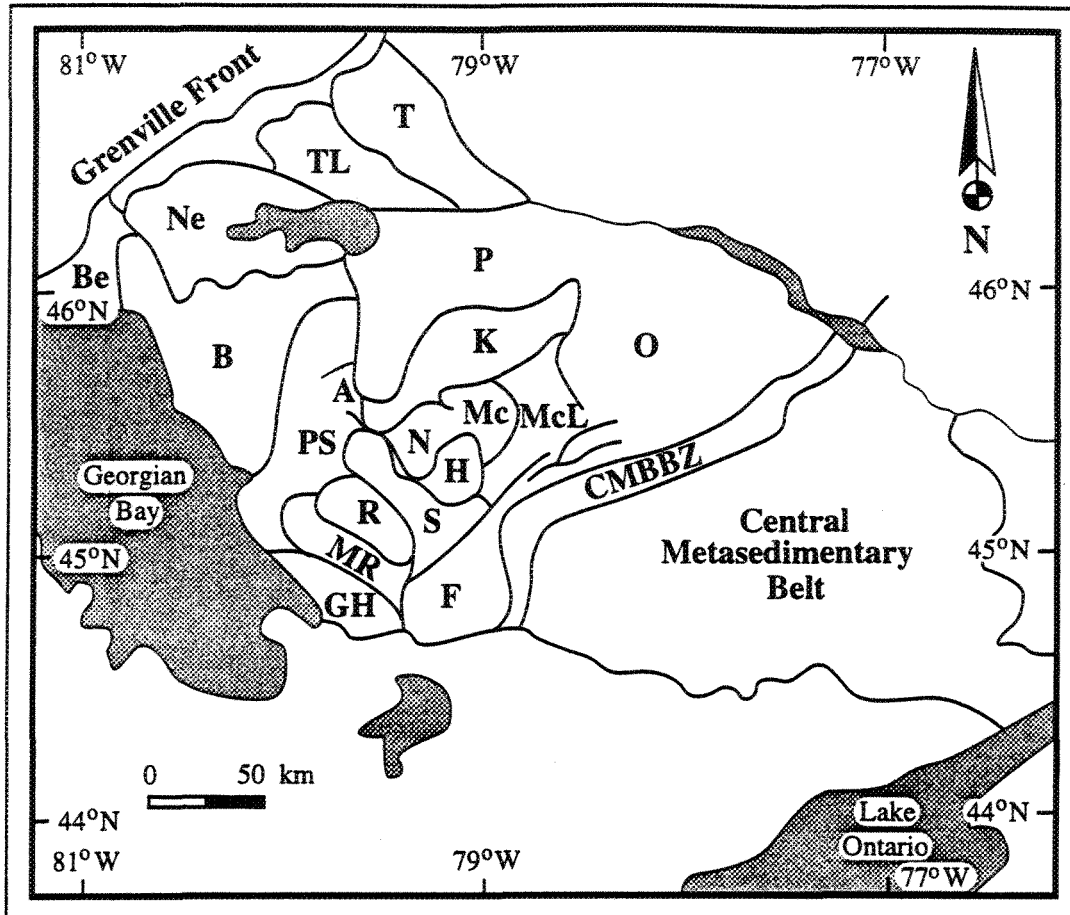 81°W
79°W
77°W
Grenville Front
T
TL
Ne
N
P
Be
46°N
46°N
B
K
O
A
Mc
McL
PS
N
H
CMBBZ
Georgian
Bay
R
S
Central
Metasedimentary
Belt
45°N
45°N
MR
GH
F
0 50 km
44°N
Lake
Ontario
44°N
81°W
79°W
77°W